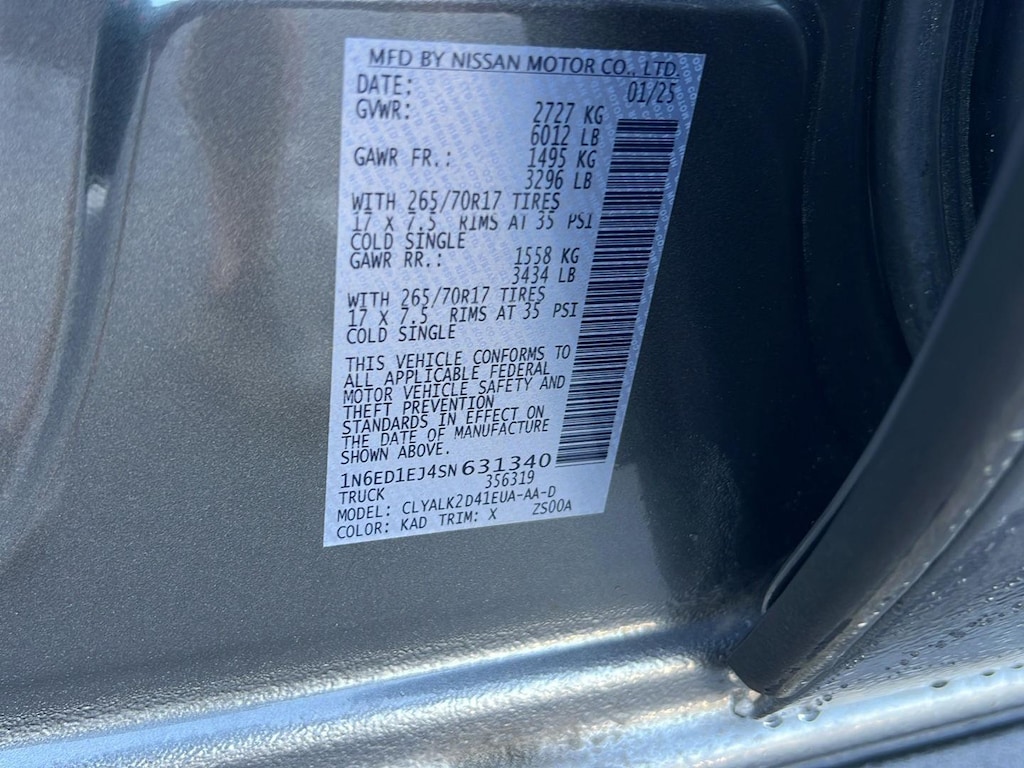 MFD BY NISSAN MOTOR CO., LTD.
DATE: 01/25
GVWR: 2727 KG
6012 LB
GAWR FR.: 1495 KG
3296 LB
WITH 265/70R17 TIRES
17 X 7.5 RIMS AT 35 PSI
COLD SINGLE
GAWR RR.: 1558 KG
3434 LB
WITH 265/70R17 TIRES
17 X 7.5 RIMS AT 35 PSI
COLD SINGLE
THIS VEHICLE CONFORMS TO
ALL APPLICABLE FEDERAL
MOTOR VEHICLE SAFETY AND
THEFT PREVENTION
STANDARDS IN EFFECT ON
THE DATE OF MANUFACTURE
SHOWN ABOVE.
1N6ED1EJ4SN631340
TRUCK 356319
MODEL: CLYALK2D41EUA-AA-D
COLOR: KAD TRIM: X ZS00A